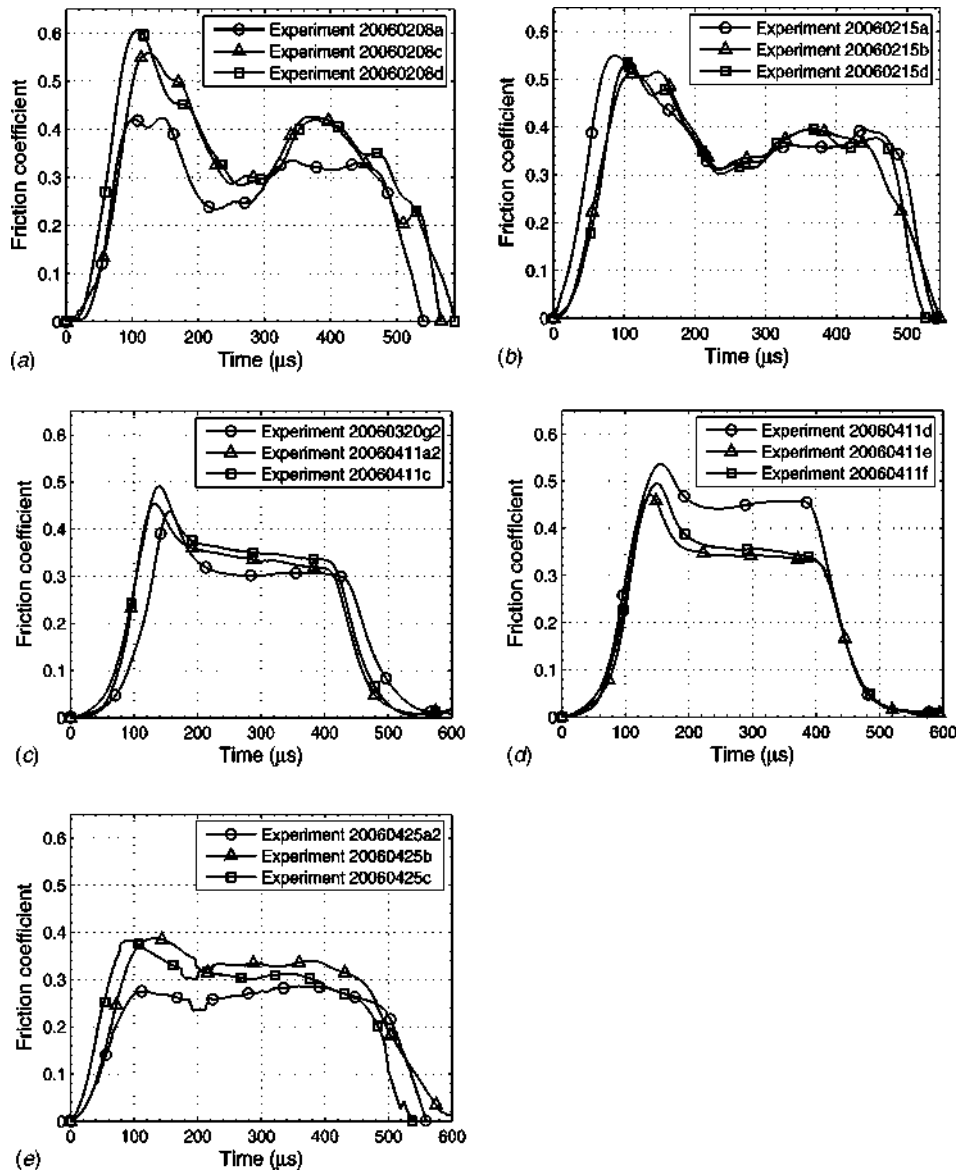 Experiment 20060208a
Experiment 20060208c
Experiment 20060208d
Friction coefficient
0.6
0.5
0.4
0.3
0.2
0.1
0
0 100 200 300 400 500
Time (μs)
(a)
Experiment 20060215a
Experiment 20060215b
Experiment 20060215d
Friction coefficient
0.6
0.5
0.4
0.3
0.2
0.1
0
0 100 200 300 400 500
Time (μs)
(b)
Experiment 20060320g2
Experiment 20060411a2
Experiment 20060411c
Friction coefficient
0.6
0.5
0.4
0.3
0.2
0.1
0
0 100 200 300 400 500 600
Time (μs)
(c)
Experiment 20060411d
Experiment 20060411e
Experiment 20060411f
Friction coefficient
0.6
0.5
0.4
0.3
0.2
0.1
0
0 100 200 300 400 500 600
Time (μs)
(d)
Experiment 20060425a2
Experiment 20060425b
Experiment 20060425c
Friction coefficient
0.6
0.5
0.4
0.3
0.2
0.1
0
0 100 200 300 400 500 600
Time (μs)
(e)